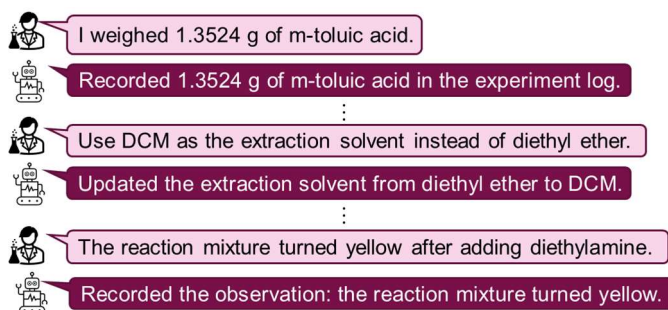 I weighed 1.3524 g of m-toluic acid.
Recorded 1.3524 g of m-toluic acid in the experiment log.
Use DCM as the extraction solvent instead of diethyl ether.
Updated the extraction solvent from diethyl ether to DCM.
The reaction mixture turned yellow after adding diethylamine.
Recorded the observation: the reaction mixture turned yellow.